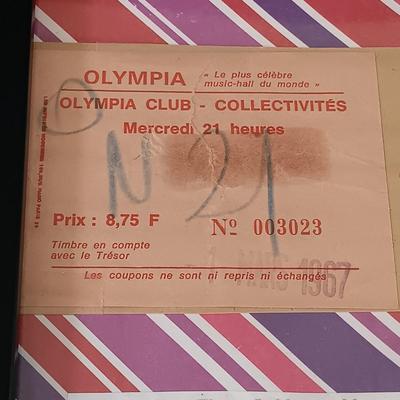 OLYMPIA « Le plus célèbre
music-hall du monde »
OLYMPIA CLUB - COLLECTIVITÉS
Mercredi 21 heures
N 21
Prix : 8,75 F Nº 003023
Timbre en compte
avec le Trésor
MARS 1967
Les coupons ne sont ni repris ni échangés